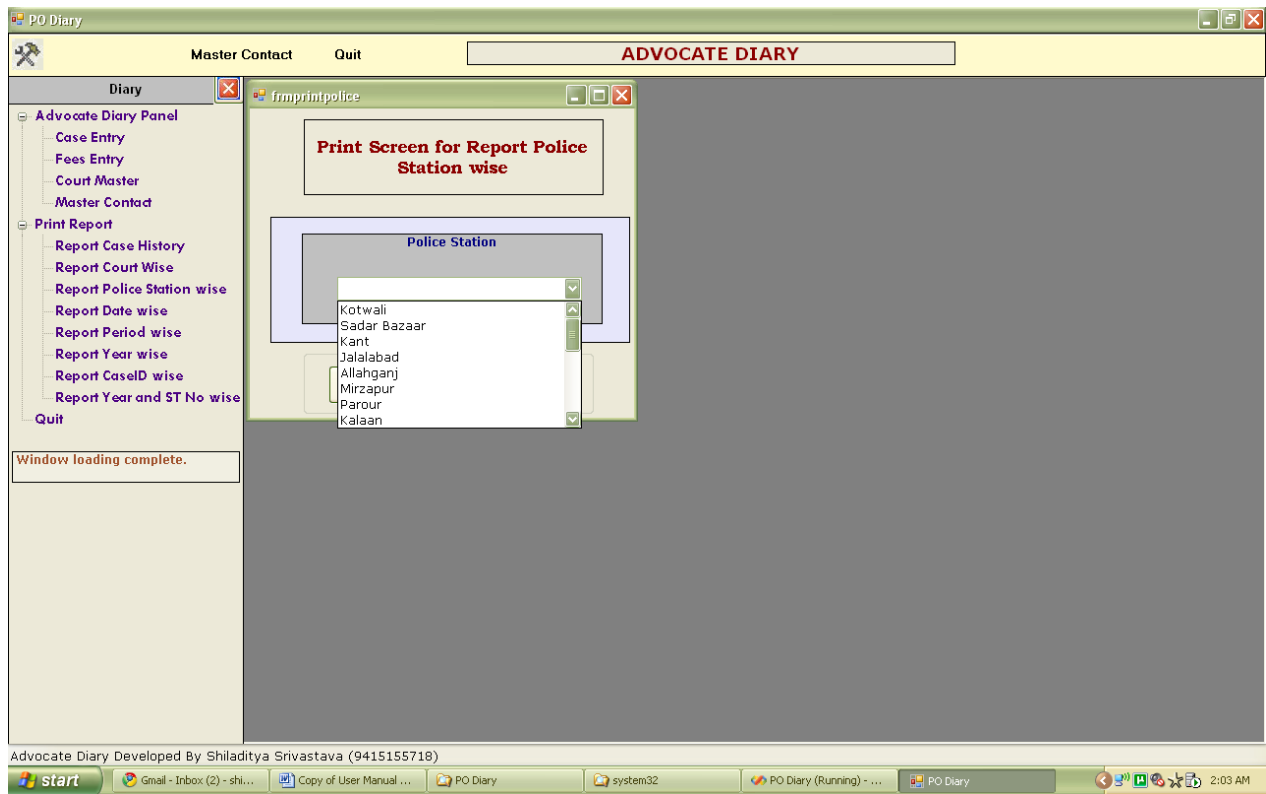 PO Diary
Master Contact Quit ADVOCATE DIARY
Diary
Advocate Diary Panel
Case Entry
Fees Entry
Court Master
Master Contact
Print Report
Report Case History
Report Court Wise
Report Police Station wise
Report Date wise
Report Period wise
Report Year wise
Report CaseID wise
Report Year and ST No wise
Quit
Window loading complete.
frmprintpolice
Print Screen for Report Police
Station wise
Police Station
Kotwali
Sadar Bazaar
Kant
Jalalabad
Allahganj
Mirzapur
Parour
Kalaan
Advocate Diary Developed By Shiladitya Srivastava (9415155718)
start Gmail - Inbox (2) - shi... Copy of User Manual ... PO Diary system32 PO Diary (Running) - ... PO Diary 2:03 AM